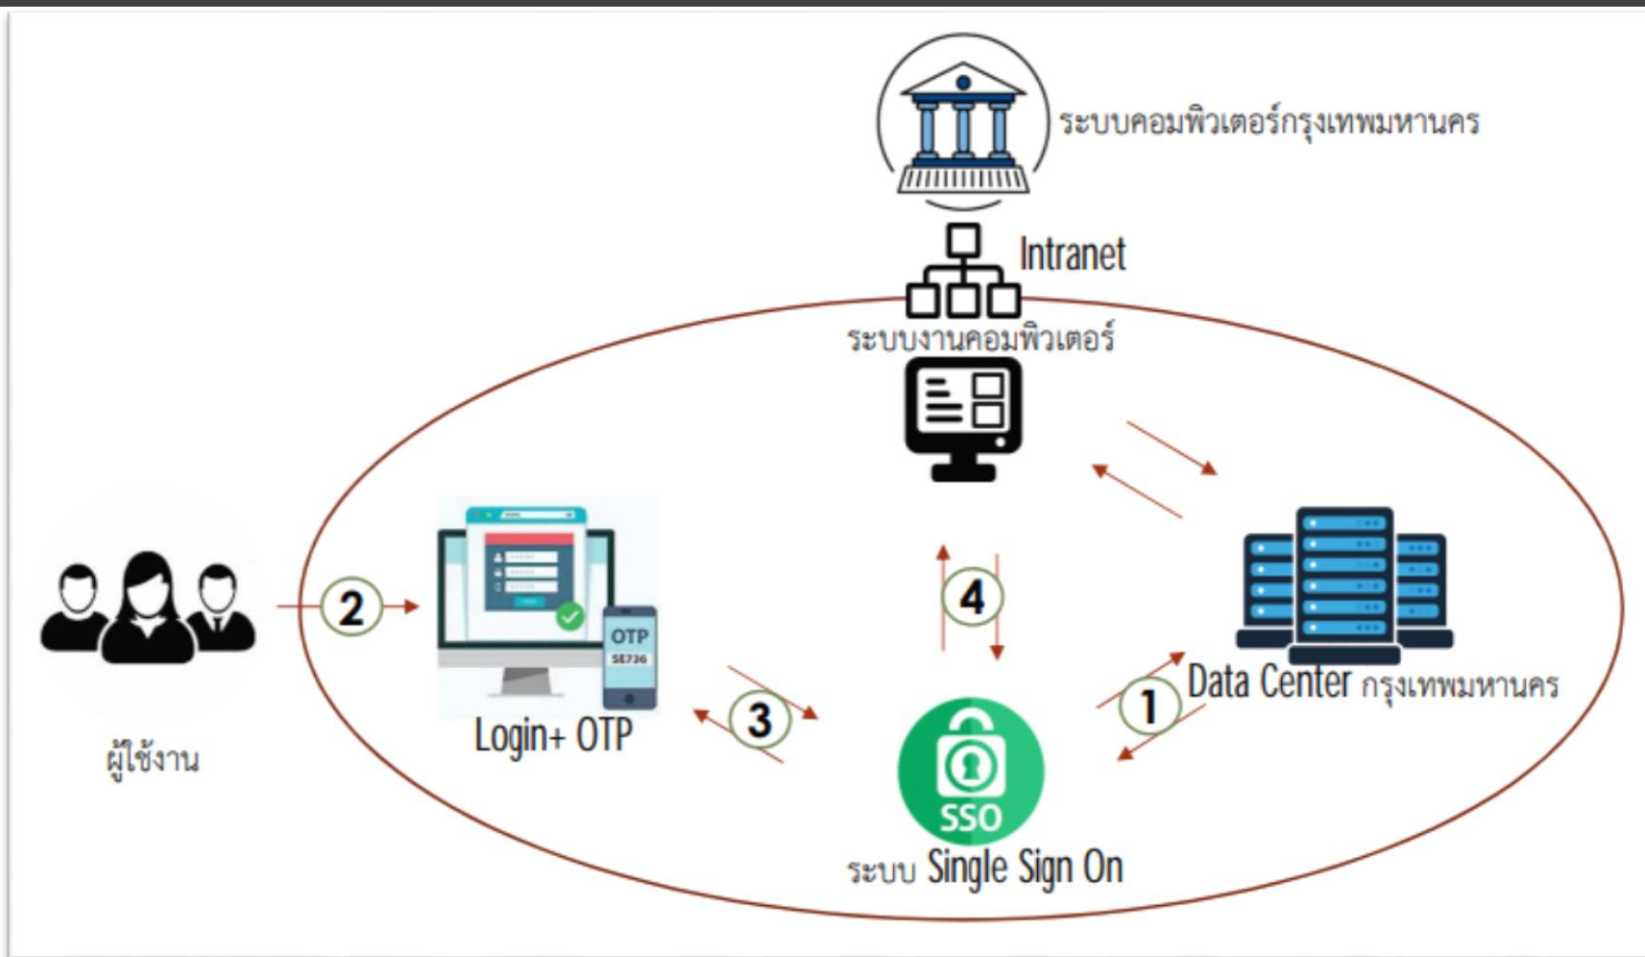 ระบบคอมพิวเตอร์กรุงเทพมหานคร
Intranet
ระบบงานคอมพิวเตอร์
2
OTP
SE736
Login+ OTP
ผู้ใช้งาน
3
4
1
Data Center กรุงเทพมหานคร
SSO
ระบบ Single Sign On